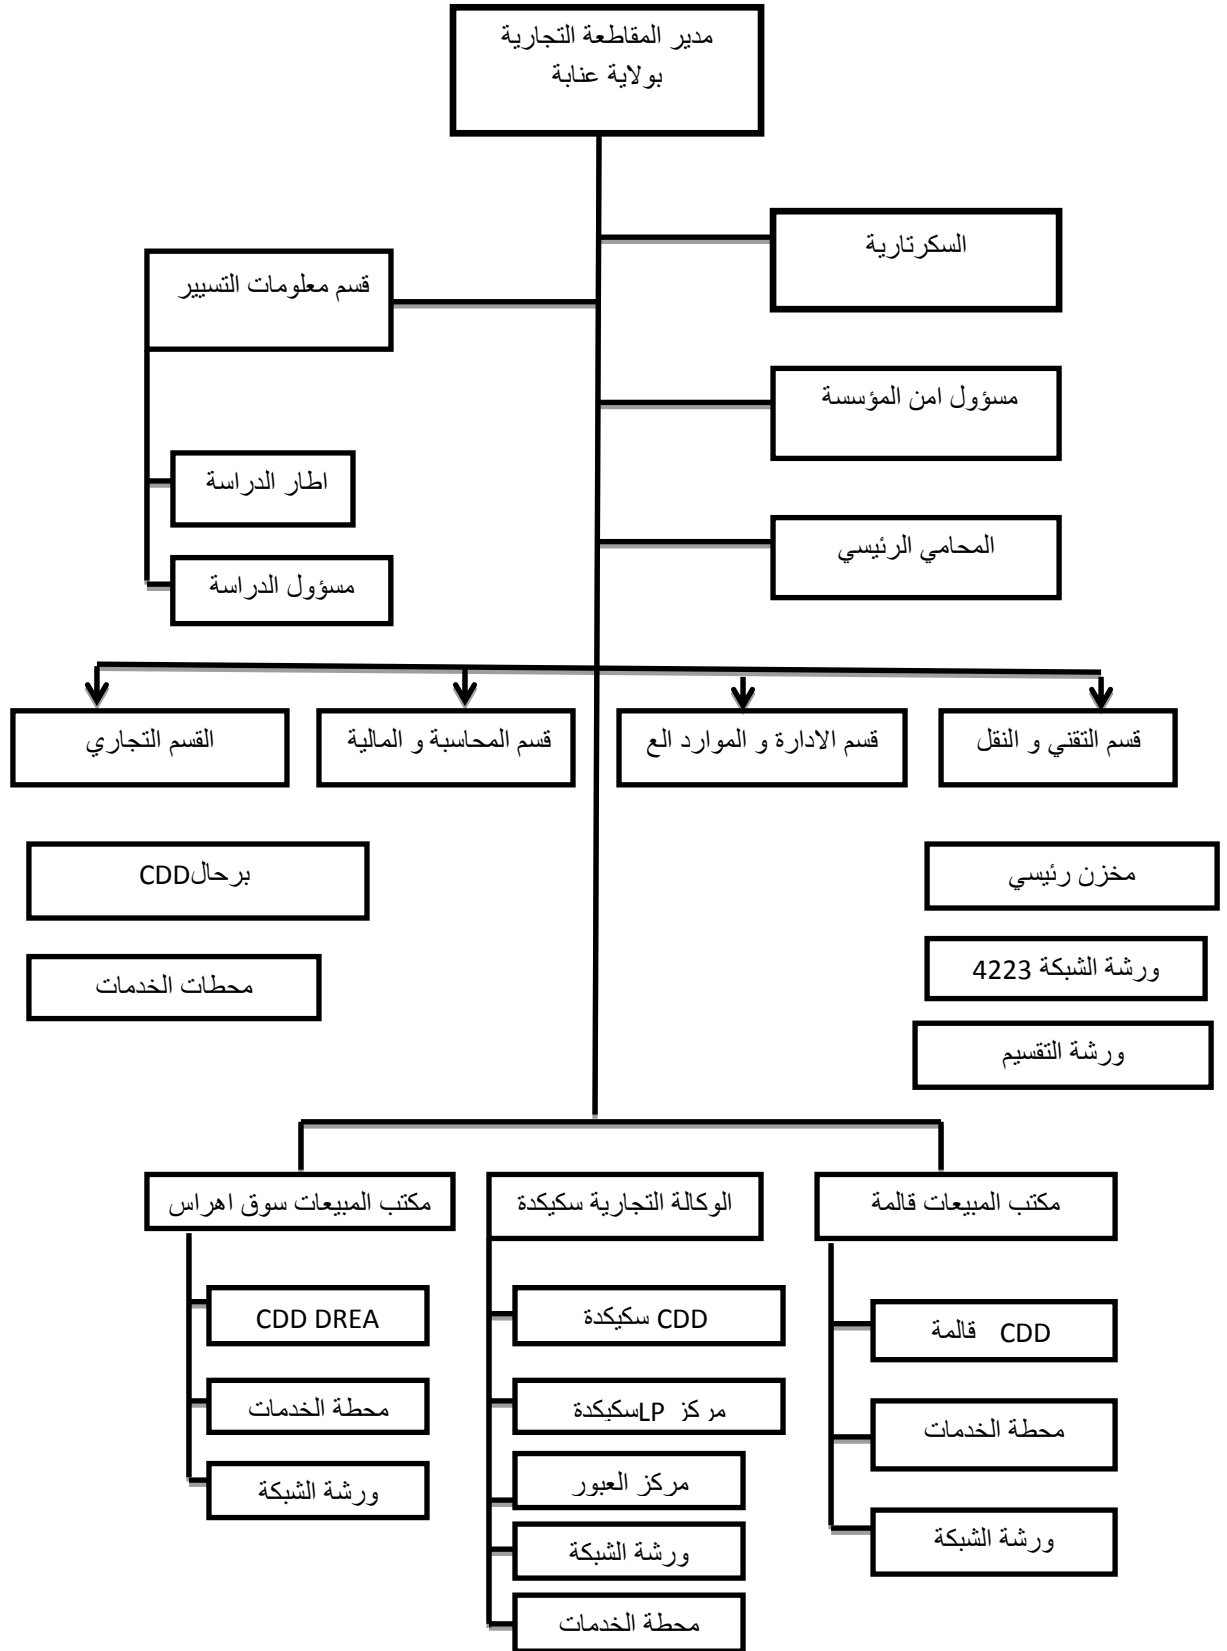 مدير المقاطعة التجارية
بولاية عنابة
السكرتارية
قسم معلومات التسيير
مسؤول امن المؤسسة
اطار الدراسة
المحامي الرئيسي
مسؤول الدراسة
قسم التقني و النقل
قسم الادارة و الموارد الع
قسم المحاسبة و المالية
القسم التجاري
مخزن رئيسي
برحالCDD
ورشة الشبكة 4223
محطات الخدمات
ورشة التقسيم
مكتب المبيعات قالمة
الوكالة التجارية سكيكدة
مكتب المبيعات سوق اهراس
CDD قالمة
محطة الخدمات
ورشة الشبكة
CDD سكيكدة
مركز LPسكيكدة
مركز العبور
ورشة الشبكة
محطة الخدمات
CDD DREA
محطة الخدمات
ورشة الشبكة